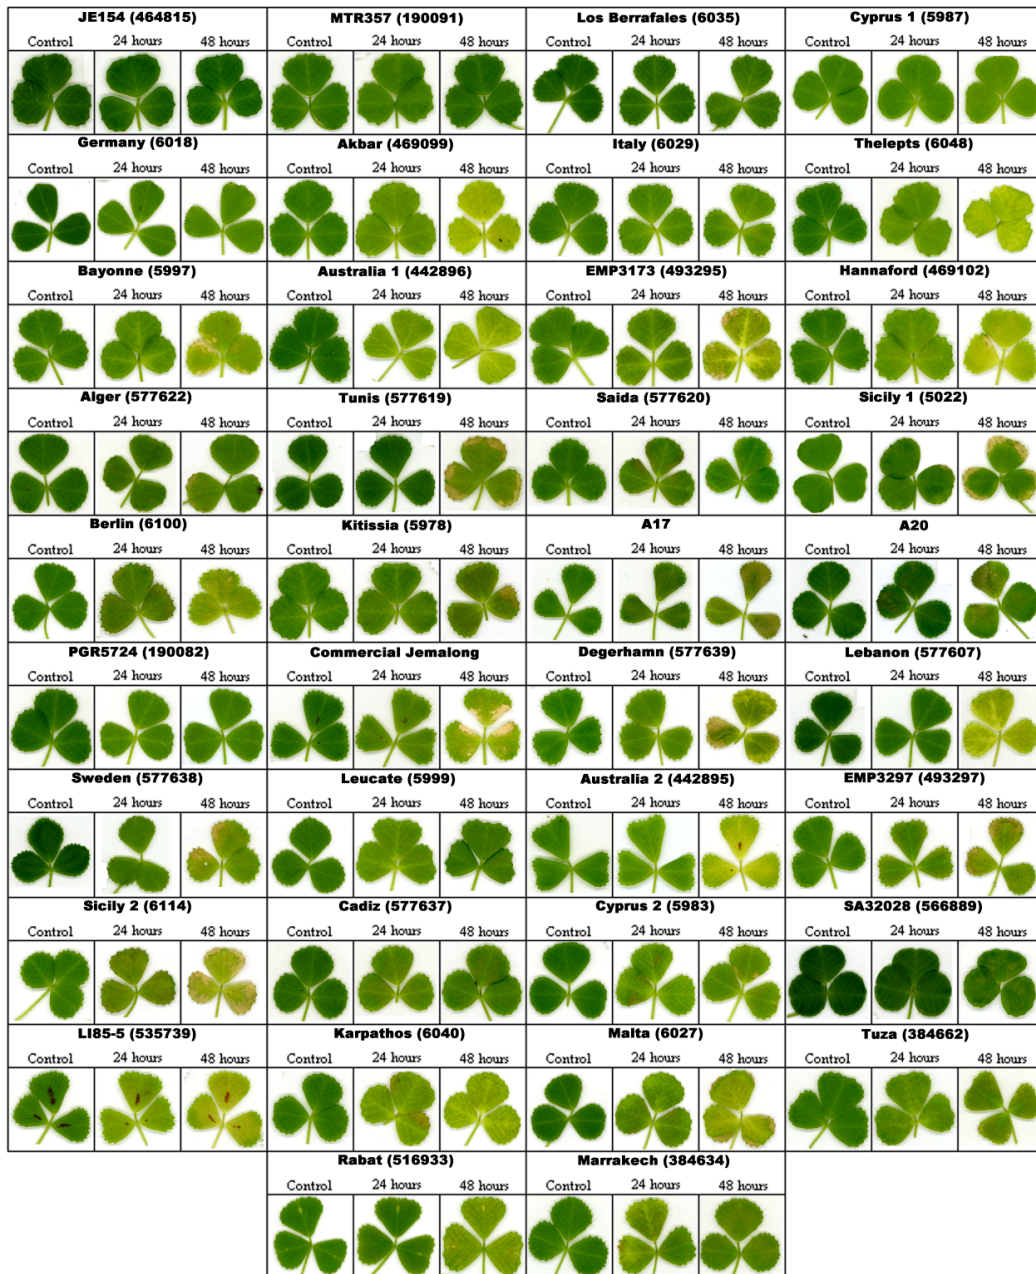 JE154 (464815) MTR357 (190091) Los Berrafales (6035) Cyprus 1 (5987)
Control 24 hours 48 hours Control 24 hours 48 hours Control 24 hours 48 hours Control 24 hours 48 hours
Germany (6018) Akbar (469099) Italy (6029) Thelepts (6048)
Control 24 hours 48 hours Control 24 hours 48 hours Control 24 hours 48 hours Control 24 hours 48 hours
Bayonne (5997) Australia 1 (442896) EMP3173 (493295) Hannaford (469102)
Control 24 hours 48 hours Control 24 hours 48 hours Control 24 hours 48 hours Control 24 hours 48 hours
Alger (577622) Tunis (577619) Saida (577620) Sicily 1 (5022)
Control 24 hours 48 hours Control 24 hours 48 hours Control 24 hours 48 hours Control 24 hours 48 hours
Berlin (6100) Kitissia (5978) A17 A20
Control 24 hours 48 hours Control 24 hours 48 hours Control 24 hours 48 hours Control 24 hours 48 hours
PGR5724 (190082) Commercial Jemalong Degerhamn (577639) Lebanon (577607)
Control 24 hours 48 hours Control 24 hours 48 hours Control 24 hours 48 hours Control 24 hours 48 hours
Sweden (577638) Leucate (5999) Australia 2 (442895) EMP3297 (493297)
Control 24 hours 48 hours Control 24 hours 48 hours Control 24 hours 48 hours Control 24 hours 48 hours
Sicily 2 (6114) Cadiz (577637) Cyprus 2 (5983) SA32028 (566889)
Control 24 hours 48 hours Control 24 hours 48 hours Control 24 hours 48 hours Control 24 hours 48 hours
LI85-5 (535739) Karpathos (6040) Malta (6027) Tuza (384662)
Control 24 hours 48 hours Control 24 hours 48 hours Control 24 hours 48 hours Control 24 hours 48 hours
Rabat (516933) Marrakech (384634)
Control 24 hours 48 hours Control 24 hours 48 hours